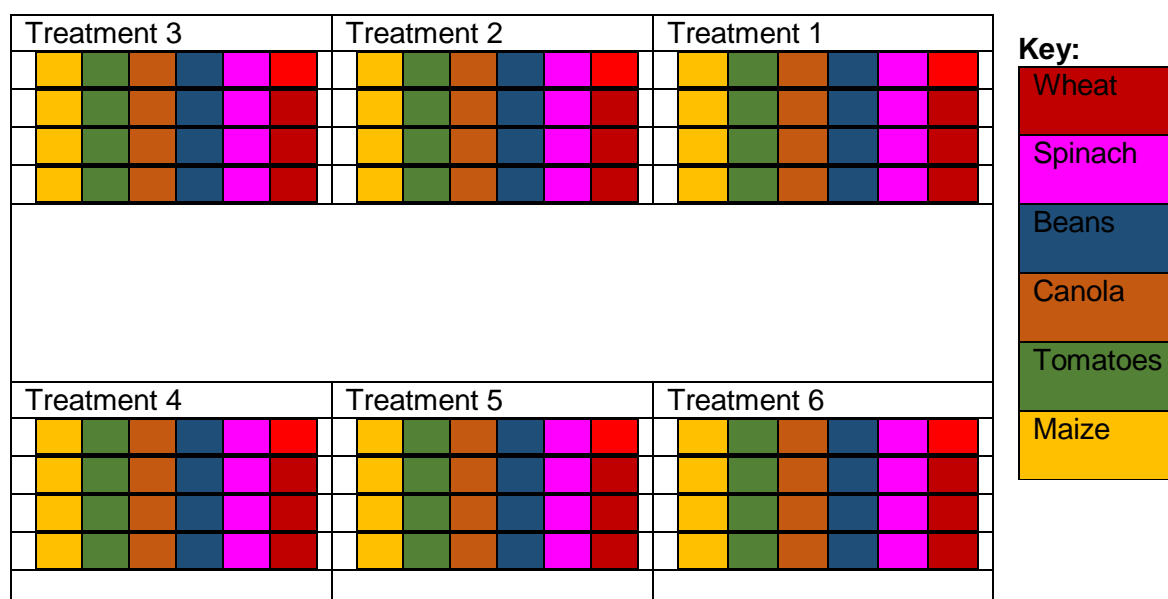 Treatment 3
Treatment 2
Treatment 1
Key:
Wheat
Spinach
Beans
Canola
Tomatoes
Maize
Treatment 4
Treatment 5
Treatment 6